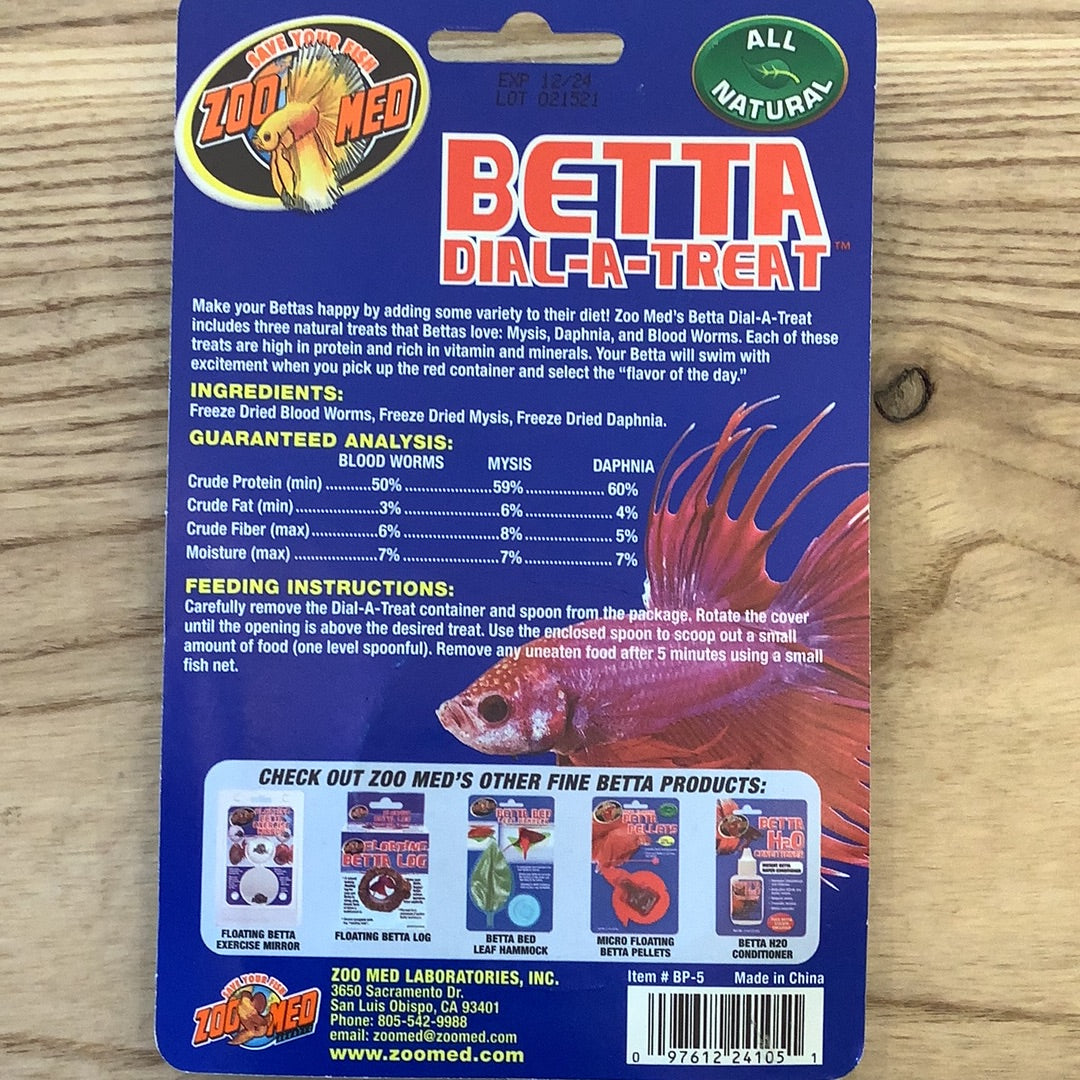 SAVE YOUR FISH
ZOO MED
EXP 12/24
LOT 021521
ALL
NATURAL
BETTA
DIAL-A-TREAT™
Make your Bettas happy by adding some variety to their diet! Zoo Med's Betta Dial-A-Treat
includes three natural treats that Bettas love: Mysis, Daphnia, and Blood Worms. Each of these
treats are high in protein and rich in vitamin and minerals. Your Betta will swim with
excitement when you pick up the red container and select the “flavor of the day.”
INGREDIENTS:
Freeze Dried Blood Worms, Freeze Dried Mysis, Freeze Dried Daphnia.
GUARANTEED ANALYSIS:
BLOOD WORMS MYSIS DAPHNIA
Crude Protein (min) ...........50%......................59%................... 60%
Crude Fat (min)....................3%......................6%.................... 4%
Crude Fiber (max)................6%......................8%.................... 5%
Moisture (max) ....................7%......................7%.................... 7%
FEEDING INSTRUCTIONS:
Carefully remove the Dial-A-Treat container and spoon from the package. Rotate the cover
until the opening is above the desired treat. Use the enclosed spoon to scoop out a small
amount of food (one level spoonful). Remove any uneaten food after 5 minutes using a small
fish net.
CHECK OUT ZOO MED'S OTHER FINE BETTA PRODUCTS:
FLOATING
BETTA LOG
BETTA BED
BETTA
PELLETS
BETTA
H2O
CONDITIONER
FLOATING BETTA
EXERCISE MIRROR
FLOATING BETTA LOG
BETTA BED
LEAF HAMMOCK
MICRO FLOATING
BETTA PELLETS
BETTA H2O
CONDITIONER
SAVE YOUR FISH
ZOO MED
ZOO MED LABORATORIES, INC.
3650 Sacramento Dr.
San Luis Obispo, CA 93401
Phone: 805-542-9988
email: zoomed@zoomed.com
www.zoomed.com
Item # BP-5 Made in China
0 97612 24105 1